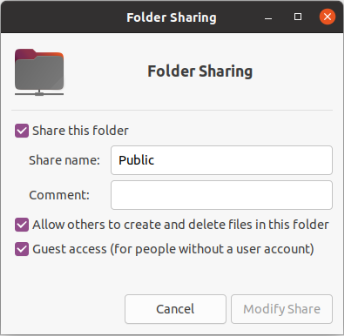 Folder Sharing
Folder Sharing
Share this folder
Share name: Public
Comment:
Allow others to create and delete files in this folder
Guest access (for people without a user account)
Cancel Modify Share